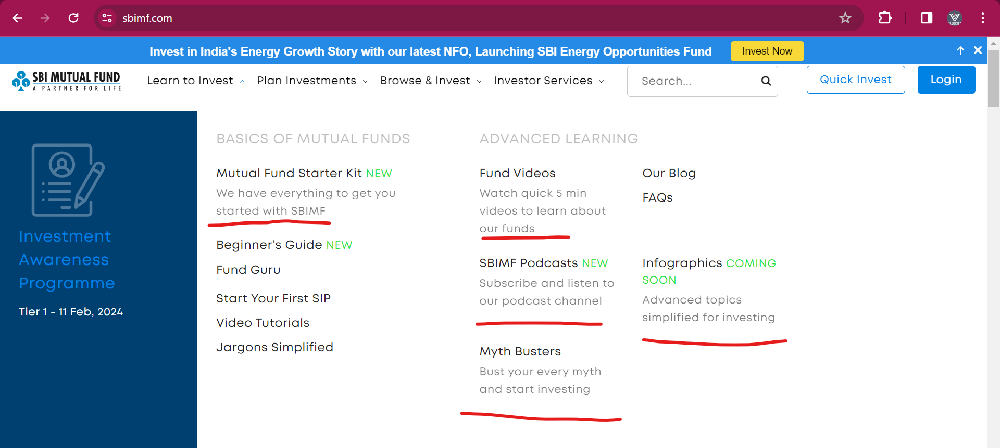 sbimf.com
VELOCITY
Invest in India's Energy Growth Story with our latest NFO, Launching SBI Energy Opportunities Fund
Invest Now
SBI MUTUAL FUND
A PARTNER FOR LIFE
Learn to Invest
Plan Investments
Browse & Invest
Investor Services
Search...
Quick Invest
Login
Investment
Awareness
Programme
Tier 1 - 11 Feb, 2024
BASICS OF MUTUAL FUNDS
Mutual Fund Starter Kit NEW
We have everything to get you
started with SBIMF
Beginner’s Guide NEW
Fund Guru
Start Your First SIP
Video Tutorials
Jargons Simplified
ADVANCED LEARNING
Fund Videos
Watch quick 5 min
videos to learn about
our funds
SBIMF Podcasts NEW
Subscribe and listen to
our podcast channel
Myth Busters
Bust your every myth
and start investing
Our Blog
FAQs
Infographics COMING
SOON
Advanced topics
simplified for investing